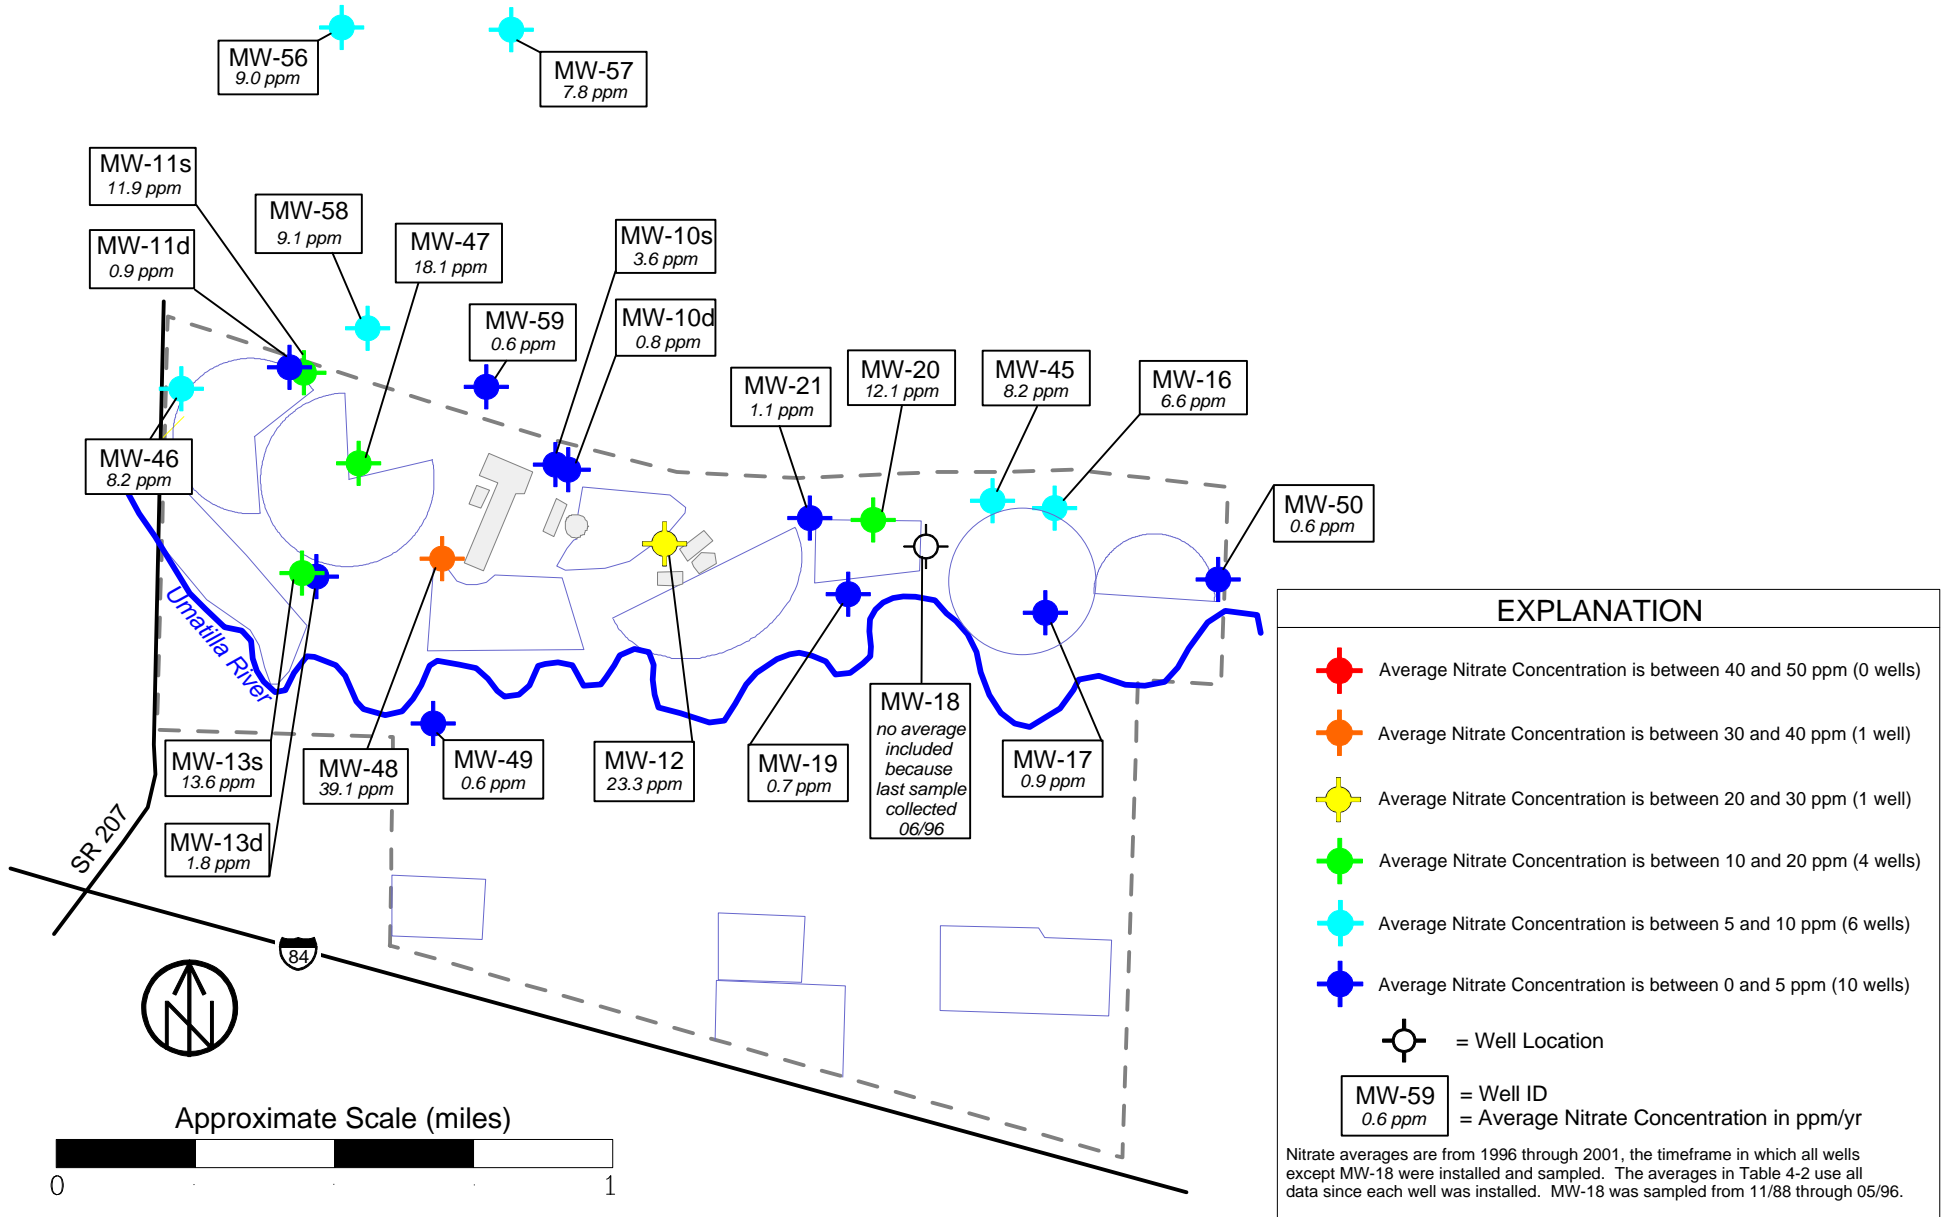 MW-56
9.0 ppm
MW-57
7.8 ppm
MW-11s
11.9 ppm
MW-58
9.1 ppm
MW-47
18.1 ppm
MW-10s
3.6 ppm
MW-11d
0.9 ppm
MW-59
0.6 ppm
MW-10d
0.8 ppm
MW-21
1.1 ppm
MW-20
12.1 ppm
MW-45
8.2 ppm
MW-16
6.6 ppm
MW-46
8.2 ppm
MW-50
0.6 ppm
Umatilla River
MW-18
no average
included
because
last sample
collected
06/96
MW-13s
13.6 ppm
MW-48
39.1 ppm
MW-49
0.6 ppm
MW-12
23.3 ppm
MW-19
0.7 ppm
MW-17
0.9 ppm
MW-13d
1.8 ppm
SR 207
84
N
Approximate Scale (miles)
0
1
EXPLANATION
Average Nitrate Concentration is between 40 and 50 ppm (0 wells)
Average Nitrate Concentration is between 30 and 40 ppm (1 well)
Average Nitrate Concentration is between 20 and 30 ppm (1 well)
Average Nitrate Concentration is between 10 and 20 ppm (4 wells)
Average Nitrate Concentration is between 5 and 10 ppm (6 wells)
Average Nitrate Concentration is between 0 and 5 ppm (10 wells)
= Well Location
MW-59 = Well ID
0.6 ppm = Average Nitrate Concentration in ppm/yr
Nitrate averages are from 1996 through 2001, the timeframe in which all wells
except MW-18 were installed and sampled. The averages in Table 4-2 use all
data since each well was installed. MW-18 was sampled from 11/88 through 05/96.